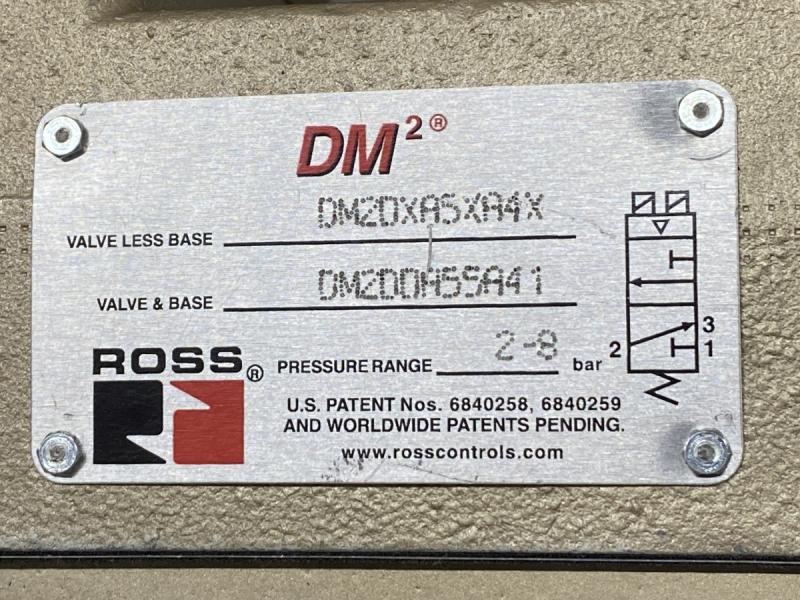 DM²®
VALVE LESS BASE DM2DXA5XA4X
VALVE & BASE DM2DDA55A41
PRESSURE RANGE 2-8 bar
ROSS®
U.S. PATENT Nos. 6840258, 6840259
AND WORLDWIDE PATENTS PENDING.
www.rosscontrols.com
3
2 1